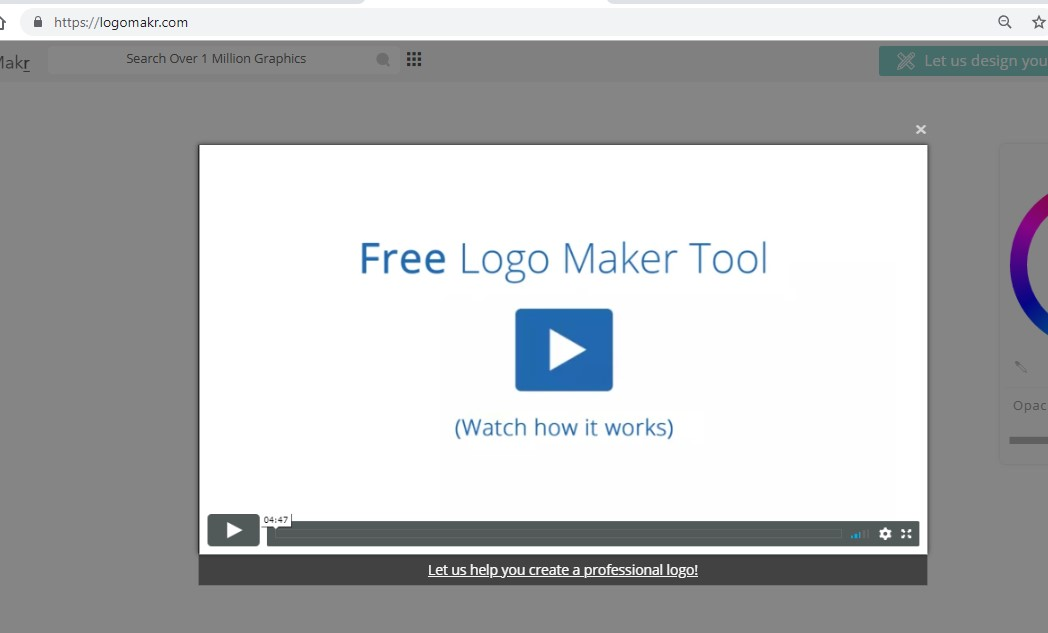 https://logomakr.com
Makr
Search Over 1 Million Graphics
Let us design you
Free Logo Maker Tool
(Watch how it works)
Opac
04:47
Let us help you create a professional logo!